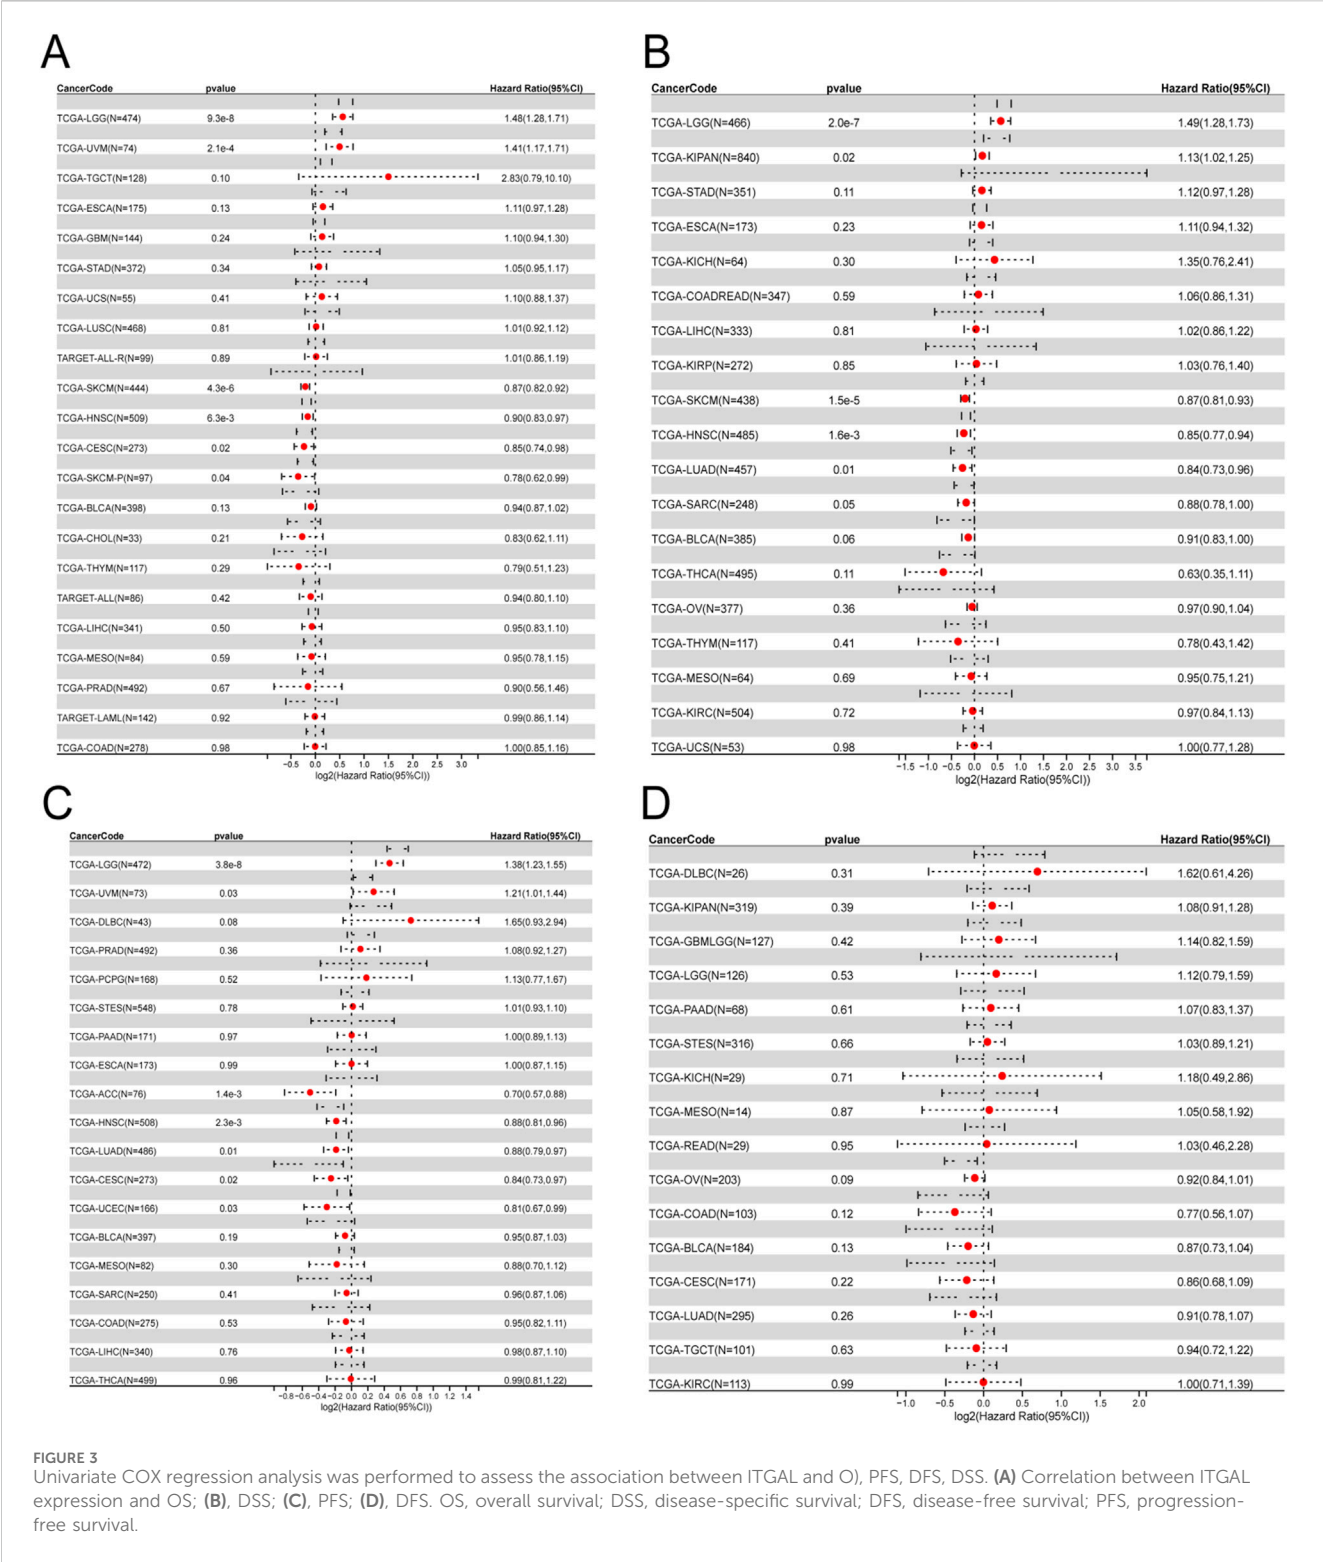 A
CancerCode pvalue Hazard Ratio(95%CI)
TCGA-LGG(N=474) 9.3e-8 1.48(1.28,1.71)
TCGA-UVM(N=74) 2.1e-4 1.41(1.17,1.71)
TCGA-TGCT(N=128) 0.10 2.83(0.79,10.10)
TCGA-ESCA(N=175) 0.13 1.11(0.97,1.28)
TCGA-GBM(N=144) 0.24 1.10(0.94,1.30)
TCGA-STAD(N=372) 0.34 1.05(0.95,1.17)
TCGA-UCS(N=55) 0.41 1.10(0.88,1.37)
TCGA-LUSC(N=468) 0.81 1.01(0.92,1.12)
TARGET-ALL-R(N=99) 0.89 1.01(0.86,1.19)
TCGA-SKCM(N=444) 4.3e-6 0.87(0.82,0.92)
TCGA-HNSC(N=509) 6.3e-3 0.90(0.83,0.97)
TCGA-CESC(N=273) 0.02 0.85(0.74,0.98)
TCGA-SKCM-P(N=97) 0.04 0.78(0.62,0.99)
TCGA-BLCA(N=398) 0.13 0.94(0.87,1.02)
TCGA-CHOL(N=33) 0.21 0.83(0.62,1.11)
TCGA-THYM(N=117) 0.29 0.79(0.51,1.23)
TARGET-ALL(N=86) 0.42 0.94(0.80,1.10)
TCGA-LIHC(N=341) 0.50 0.95(0.83,1.10)
TCGA-MESO(N=84) 0.59 0.95(0.78,1.15)
TCGA-PRAD(N=492) 0.67 0.90(0.56,1.46)
TARGET-LAML(N=142) 0.92 0.99(0.86,1.14)
TCGA-COAD(N=278) 0.98 1.00(0.85,1.16)
−0.5 0.0 0.5 1.0 1.5 2.0 2.5 3.0
log2(Hazard Ratio(95%CI))
B
CancerCode pvalue Hazard Ratio(95%CI)
TCGA-LGG(N=466) 2.0e-7 1.49(1.28,1.73)
TCGA-KIPAN(N=840) 0.02 1.13(1.02,1.25)
TCGA-STAD(N=351) 0.11 1.12(0.97,1.28)
TCGA-ESCA(N=173) 0.23 1.11(0.94,1.32)
TCGA-KICH(N=64) 0.30 1.35(0.76,2.41)
TCGA-COADREAD(N=347) 0.59 1.06(0.86,1.31)
TCGA-LIHC(N=333) 0.81 1.02(0.86,1.22)
TCGA-KIRP(N=272) 0.85 1.03(0.76,1.40)
TCGA-SKCM(N=438) 1.5e-5 0.87(0.81,0.93)
TCGA-HNSC(N=485) 1.6e-3 0.85(0.77,0.94)
TCGA-LUAD(N=457) 0.01 0.84(0.73,0.96)
TCGA-SARC(N=248) 0.05 0.88(0.78,1.00)
TCGA-BLCA(N=385) 0.06 0.91(0.83,1.00)
TCGA-THCA(N=495) 0.11 0.63(0.35,1.11)
TCGA-OV(N=377) 0.36 0.97(0.90,1.04)
TCGA-THYM(N=117) 0.41 0.78(0.43,1.42)
TCGA-MESO(N=64) 0.69 0.95(0.75,1.21)
TCGA-KIRC(N=504) 0.72 0.97(0.84,1.13)
TCGA-UCS(N=53) 0.98 1.00(0.77,1.28)
−1.5 −1.0 −0.5 0.0 0.5 1.0 1.5 2.0 2.5 3.0 3.5
log2(Hazard Ratio(95%CI))
C
CancerCode pvalue Hazard Ratio(95%CI)
TCGA-LGG(N=472) 3.8e-8 1.38(1.23,1.55)
TCGA-UVM(N=73) 0.03 1.21(1.01,1.44)
TCGA-DLBC(N=43) 0.08 1.65(0.93,2.94)
TCGA-PRAD(N=492) 0.36 1.08(0.92,1.27)
TCGA-PCPG(N=168) 0.52 1.13(0.77,1.67)
TCGA-STES(N=548) 0.78 1.01(0.93,1.10)
TCGA-PAAD(N=171) 0.97 1.00(0.89,1.13)
TCGA-ESCA(N=173) 0.99 1.00(0.87,1.15)
TCGA-ACC(N=76) 1.4e-3 0.70(0.57,0.88)
TCGA-HNSC(N=508) 2.3e-3 0.88(0.81,0.96)
TCGA-LUAD(N=486) 0.01 0.88(0.79,0.97)
TCGA-CESC(N=273) 0.02 0.84(0.73,0.97)
TCGA-UCEC(N=166) 0.03 0.81(0.67,0.99)
TCGA-BLCA(N=397) 0.19 0.95(0.87,1.03)
TCGA-MESO(N=82) 0.30 0.88(0.70,1.12)
TCGA-SARC(N=250) 0.41 0.96(0.87,1.06)
TCGA-COAD(N=275) 0.53 0.95(0.82,1.11)
TCGA-LIHC(N=340) 0.76 0.98(0.87,1.10)
TCGA-THCA(N=499) 0.96 0.99(0.81,1.22)
−0.8 −0.6 −0.4 −0.2 0.0 0.2 0.4 0.6 0.8 1.0 1.2 1.4
log2(Hazard Ratio(95%CI))
D
CancerCode pvalue Hazard Ratio(95%CI)
TCGA-DLBC(N=26) 0.31 1.62(0.61,4.26)
TCGA-KIPAN(N=319) 0.39 1.08(0.91,1.28)
TCGA-GBMLGG(N=127) 0.42 1.14(0.82,1.59)
TCGA-LGG(N=126) 0.53 1.12(0.79,1.59)
TCGA-PAAD(N=68) 0.61 1.07(0.83,1.37)
TCGA-STES(N=316) 0.66 1.03(0.89,1.21)
TCGA-KICH(N=29) 0.71 1.18(0.49,2.86)
TCGA-MESO(N=14) 0.87 1.05(0.58,1.92)
TCGA-READ(N=29) 0.95 1.03(0.46,2.28)
TCGA-OV(N=203) 0.09 0.92(0.84,1.01)
TCGA-COAD(N=103) 0.12 0.77(0.56,1.07)
TCGA-BLCA(N=184) 0.13 0.87(0.73,1.04)
TCGA-CESC(N=171) 0.22 0.86(0.68,1.09)
TCGA-LUAD(N=295) 0.26 0.91(0.78,1.07)
TCGA-TGCT(N=101) 0.63 0.94(0.72,1.22)
TCGA-KIRC(N=113) 0.99 1.00(0.71,1.39)
−1.0 −0.5 0.0 0.5 1.0 1.5 2.0
log2(Hazard Ratio(95%CI))
FIGURE 3
Univariate COX regression analysis was performed to assess the association between ITGAL and O), PFS, DFS, DSS. (A) Correlation between ITGAL
expression and OS; (B), DSS; (C), PFS; (D), DFS. OS, overall survival; DSS, disease-specific survival; DFS, disease-free survival; PFS, progression-
free survival.